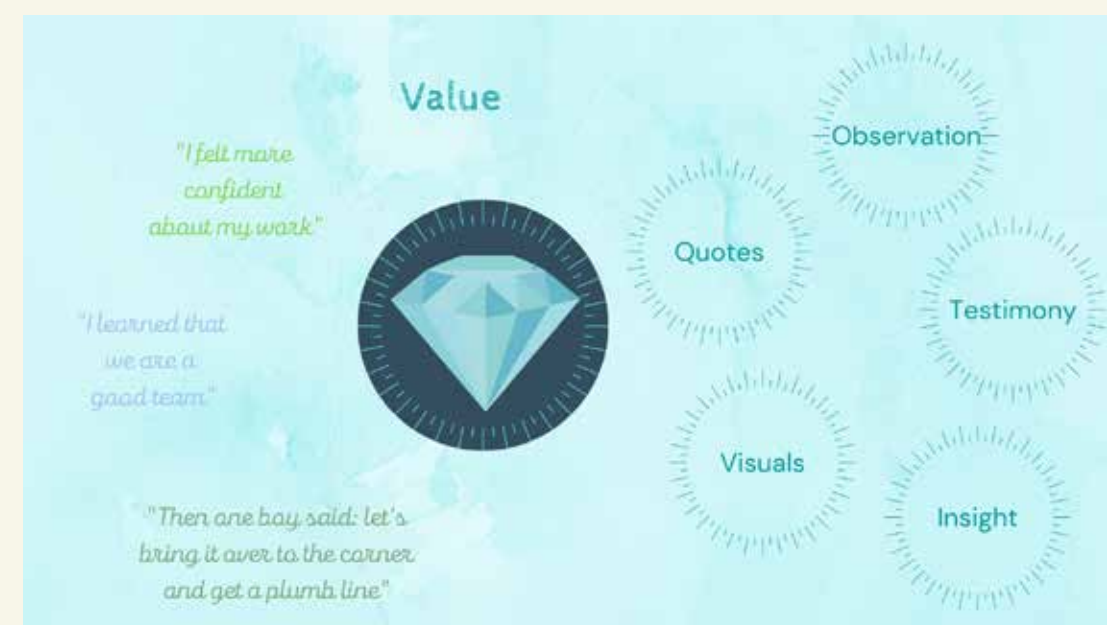 Value
"I felt more
confident
about my work"
"I learned that
we are a
good team"
"Then one boy said: let's
bring it over to the corner
and get a plumb line"
Observation
Quotes
Testimony
Visuals
Insight